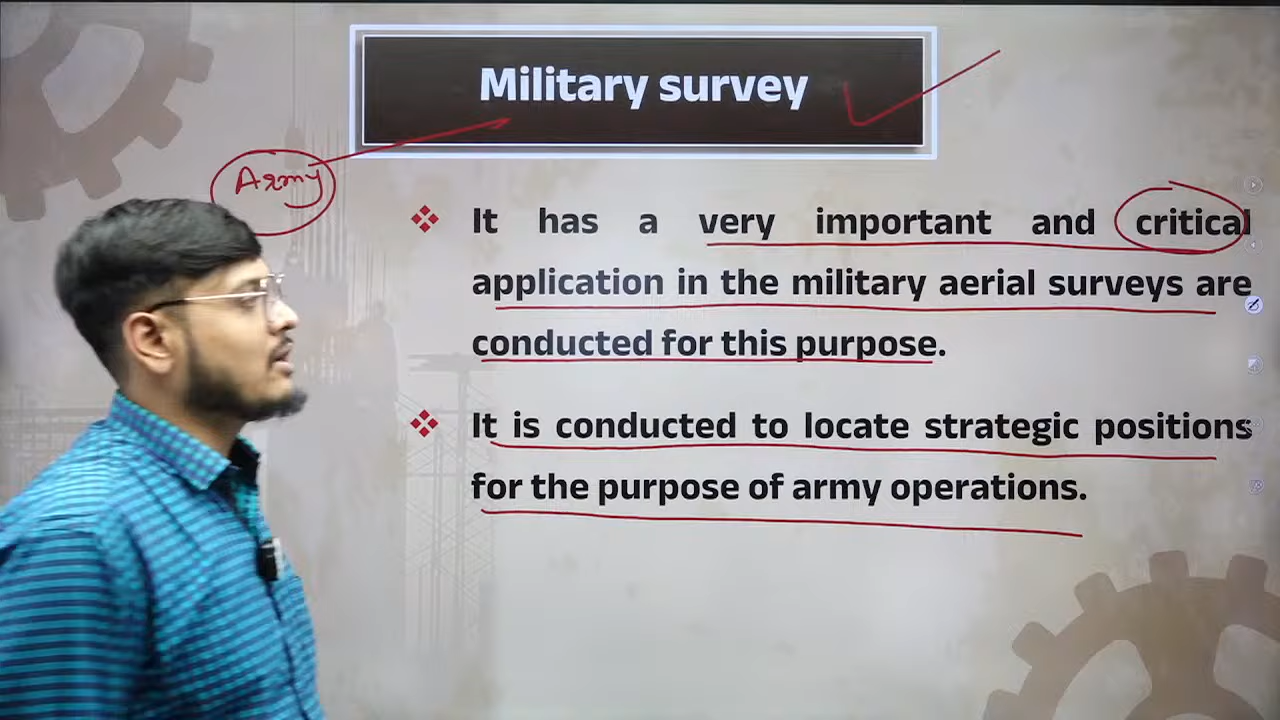 Military survey
Army
It has a very important and critical
application in the military aerial surveys are
conducted for this purpose.
It is conducted to locate strategic positions
for the purpose of army operations.